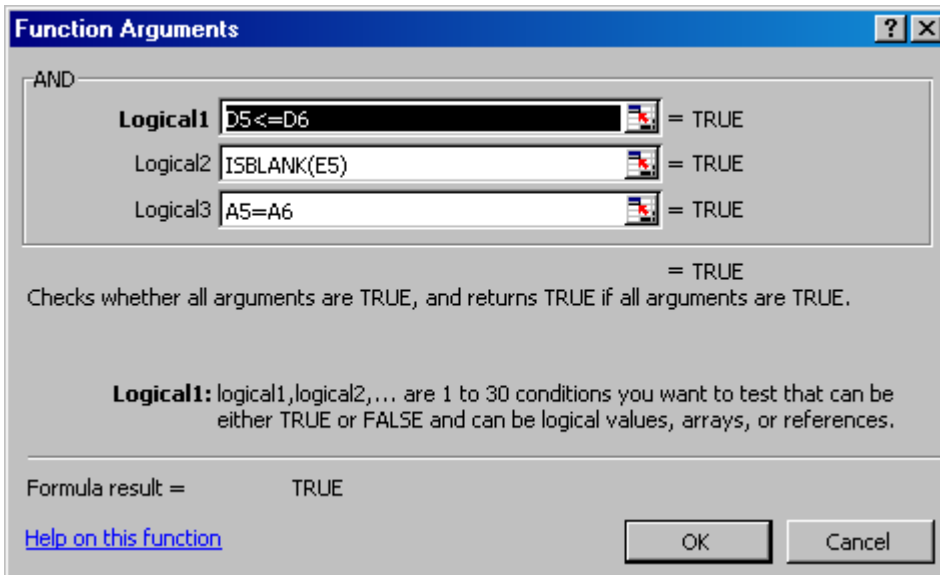 Function Arguments
AND
Logical1 D5<=D6 = TRUE
Logical2 ISBLANK(E5) = TRUE
Logical3 A5=A6 = TRUE
= TRUE
Checks whether all arguments are TRUE, and returns TRUE if all arguments are TRUE.
Logical1: logical1,logical2,... are 1 to 30 conditions you want to test that can be
either TRUE or FALSE and can be logical values, arrays, or references.
Formula result = TRUE
Help on this function OK Cancel